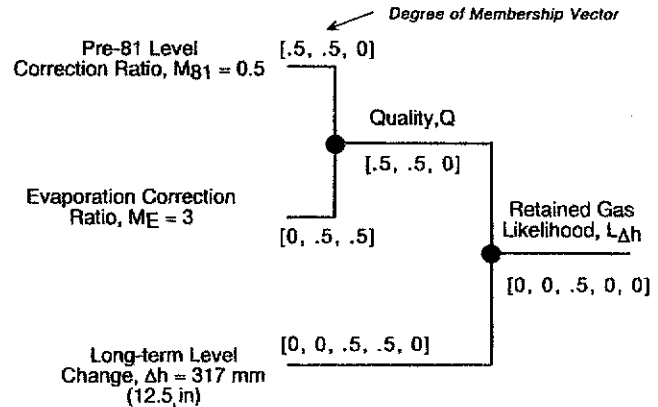 Degree of Membership Vector
Pre-81 Level
Correction Ratio, M81 = 0.5
[.5, .5, 0]
Quality,Q
[.5, .5, 0]
Evaporation Correction
Ratio, ME = 3
[0, .5, .5]
Retained Gas
Likelihood, LΔh
[0, 0, .5, 0, 0]
[0, 0, .5, .5, 0]
Long-term Level
Change, Δh = 317 mm
(12.5 in)